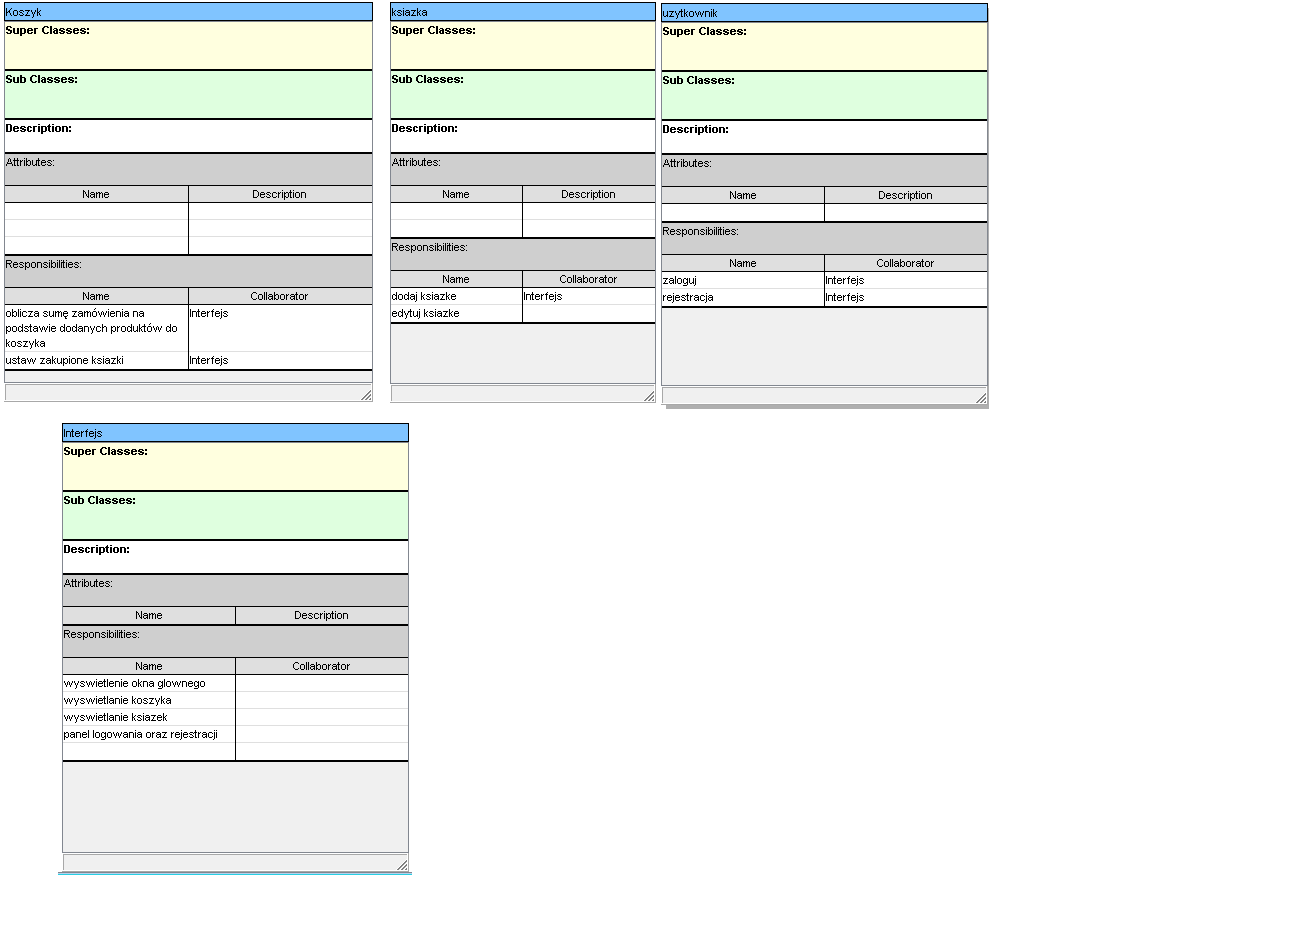 Koszyk
Super Classes:
Sub Classes:
Description:
Attributes:
Name Description
Responsibilities:
Name Collaborator
oblicza sumę zamówienia na Interfejs
podstawie dodanych produktów do
koszyka
ustaw zakupione ksiazki Interfejs
ksiazka
Super Classes:
Sub Classes:
Description:
Attributes:
Name Description
Responsibilities:
Name Collaborator
dodaj ksiazke Interfejs
edytuj ksiazke
uzytkownik
Super Classes:
Sub Classes:
Description:
Attributes:
Name Description
Responsibilities:
Name Collaborator
zaloguj Interfejs
rejestracja Interfejs
Interfejs
Super Classes:
Sub Classes:
Description:
Attributes:
Name Description
Responsibilities:
Name Collaborator
wyswietlenie okna glownego
wyswietlanie koszyka
wyswietlanie ksiazek
panel logowania oraz rejestracji